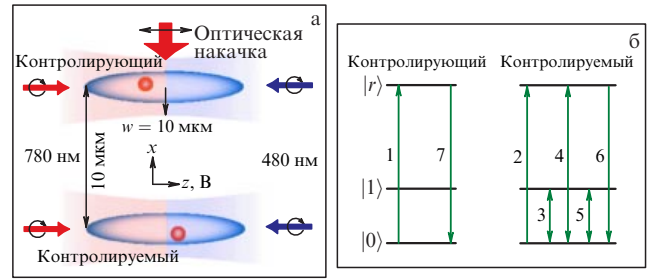 а
Оптическая
накачка
Контролирующий
w = 10 мкм
780 нм
10 мкм
x
z, B
480 нм
Контролируемый
б
Контролирующий Контролируемый
|r⟩
1 7 2 4 6
|1⟩
3 5
|0⟩